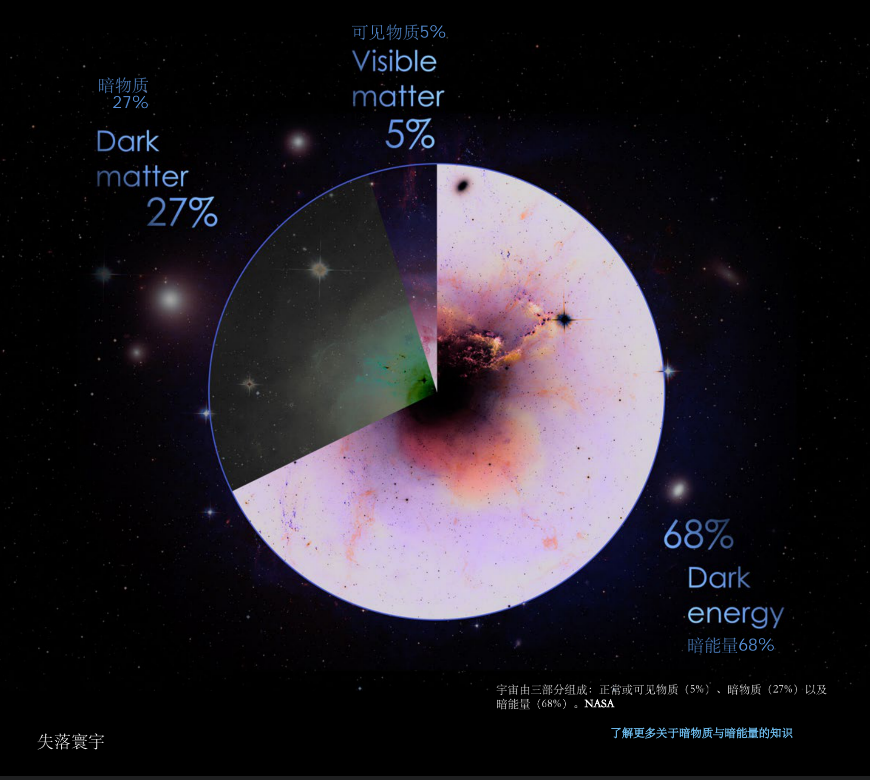 可见物质5%
Visible
matter
5%
暗物质
27%
Dark
matter
27%
68%
Dark
energy
暗能量68%
宇宙由三部分组成：正常或可见物质（5%）、暗物质（27%）以及
暗能量（68%）。NASA
了解更多关于暗物质与暗能量的知识
失落寰宇